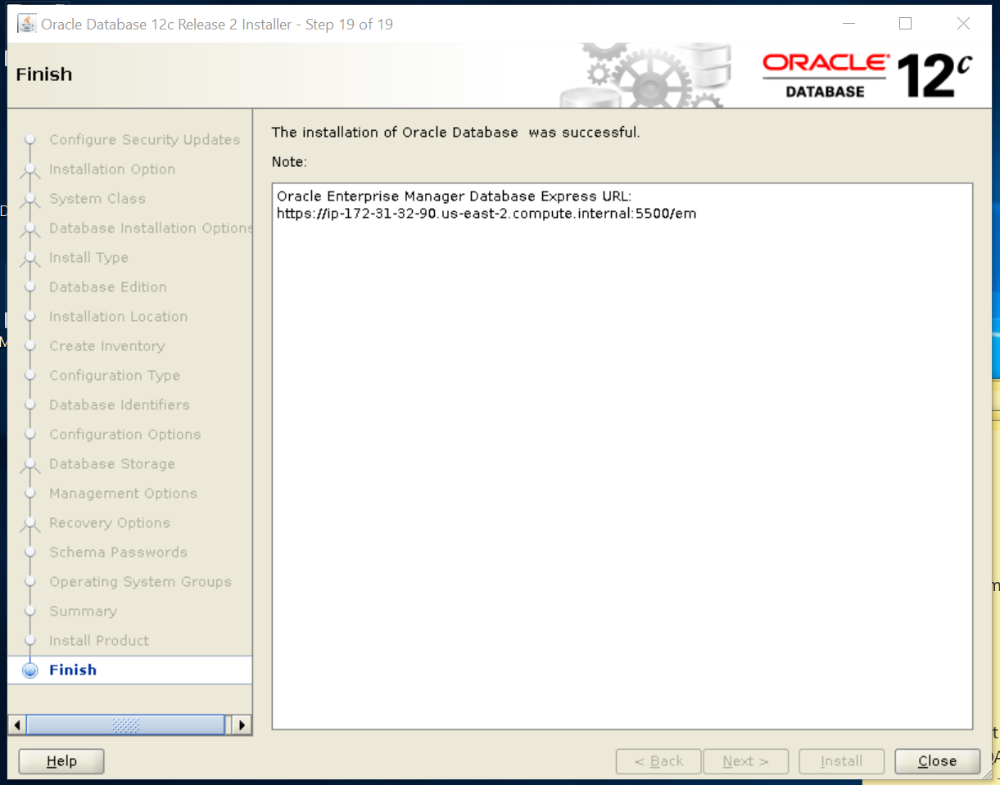 Oracle Database 12c Release 2 Installer - Step 19 of 19
Finish
ORACLE
DATABASE
12c
Configure Security Updates
Installation Option
System Class
Database Installation Options
Install Type
Database Edition
Installation Location
Create Inventory
Configuration Type
Database Identifiers
Configuration Options
Database Storage
Management Options
Recovery Options
Schema Passwords
Operating System Groups
Summary
Install Product
Finish
The installation of Oracle Database  was successful.
Note:
Oracle Enterprise Manager Database Express URL:
https://ip-172-31-32-90.us-east-2.compute.internal:5500/em
Help
< Back
Next >
Install
Close